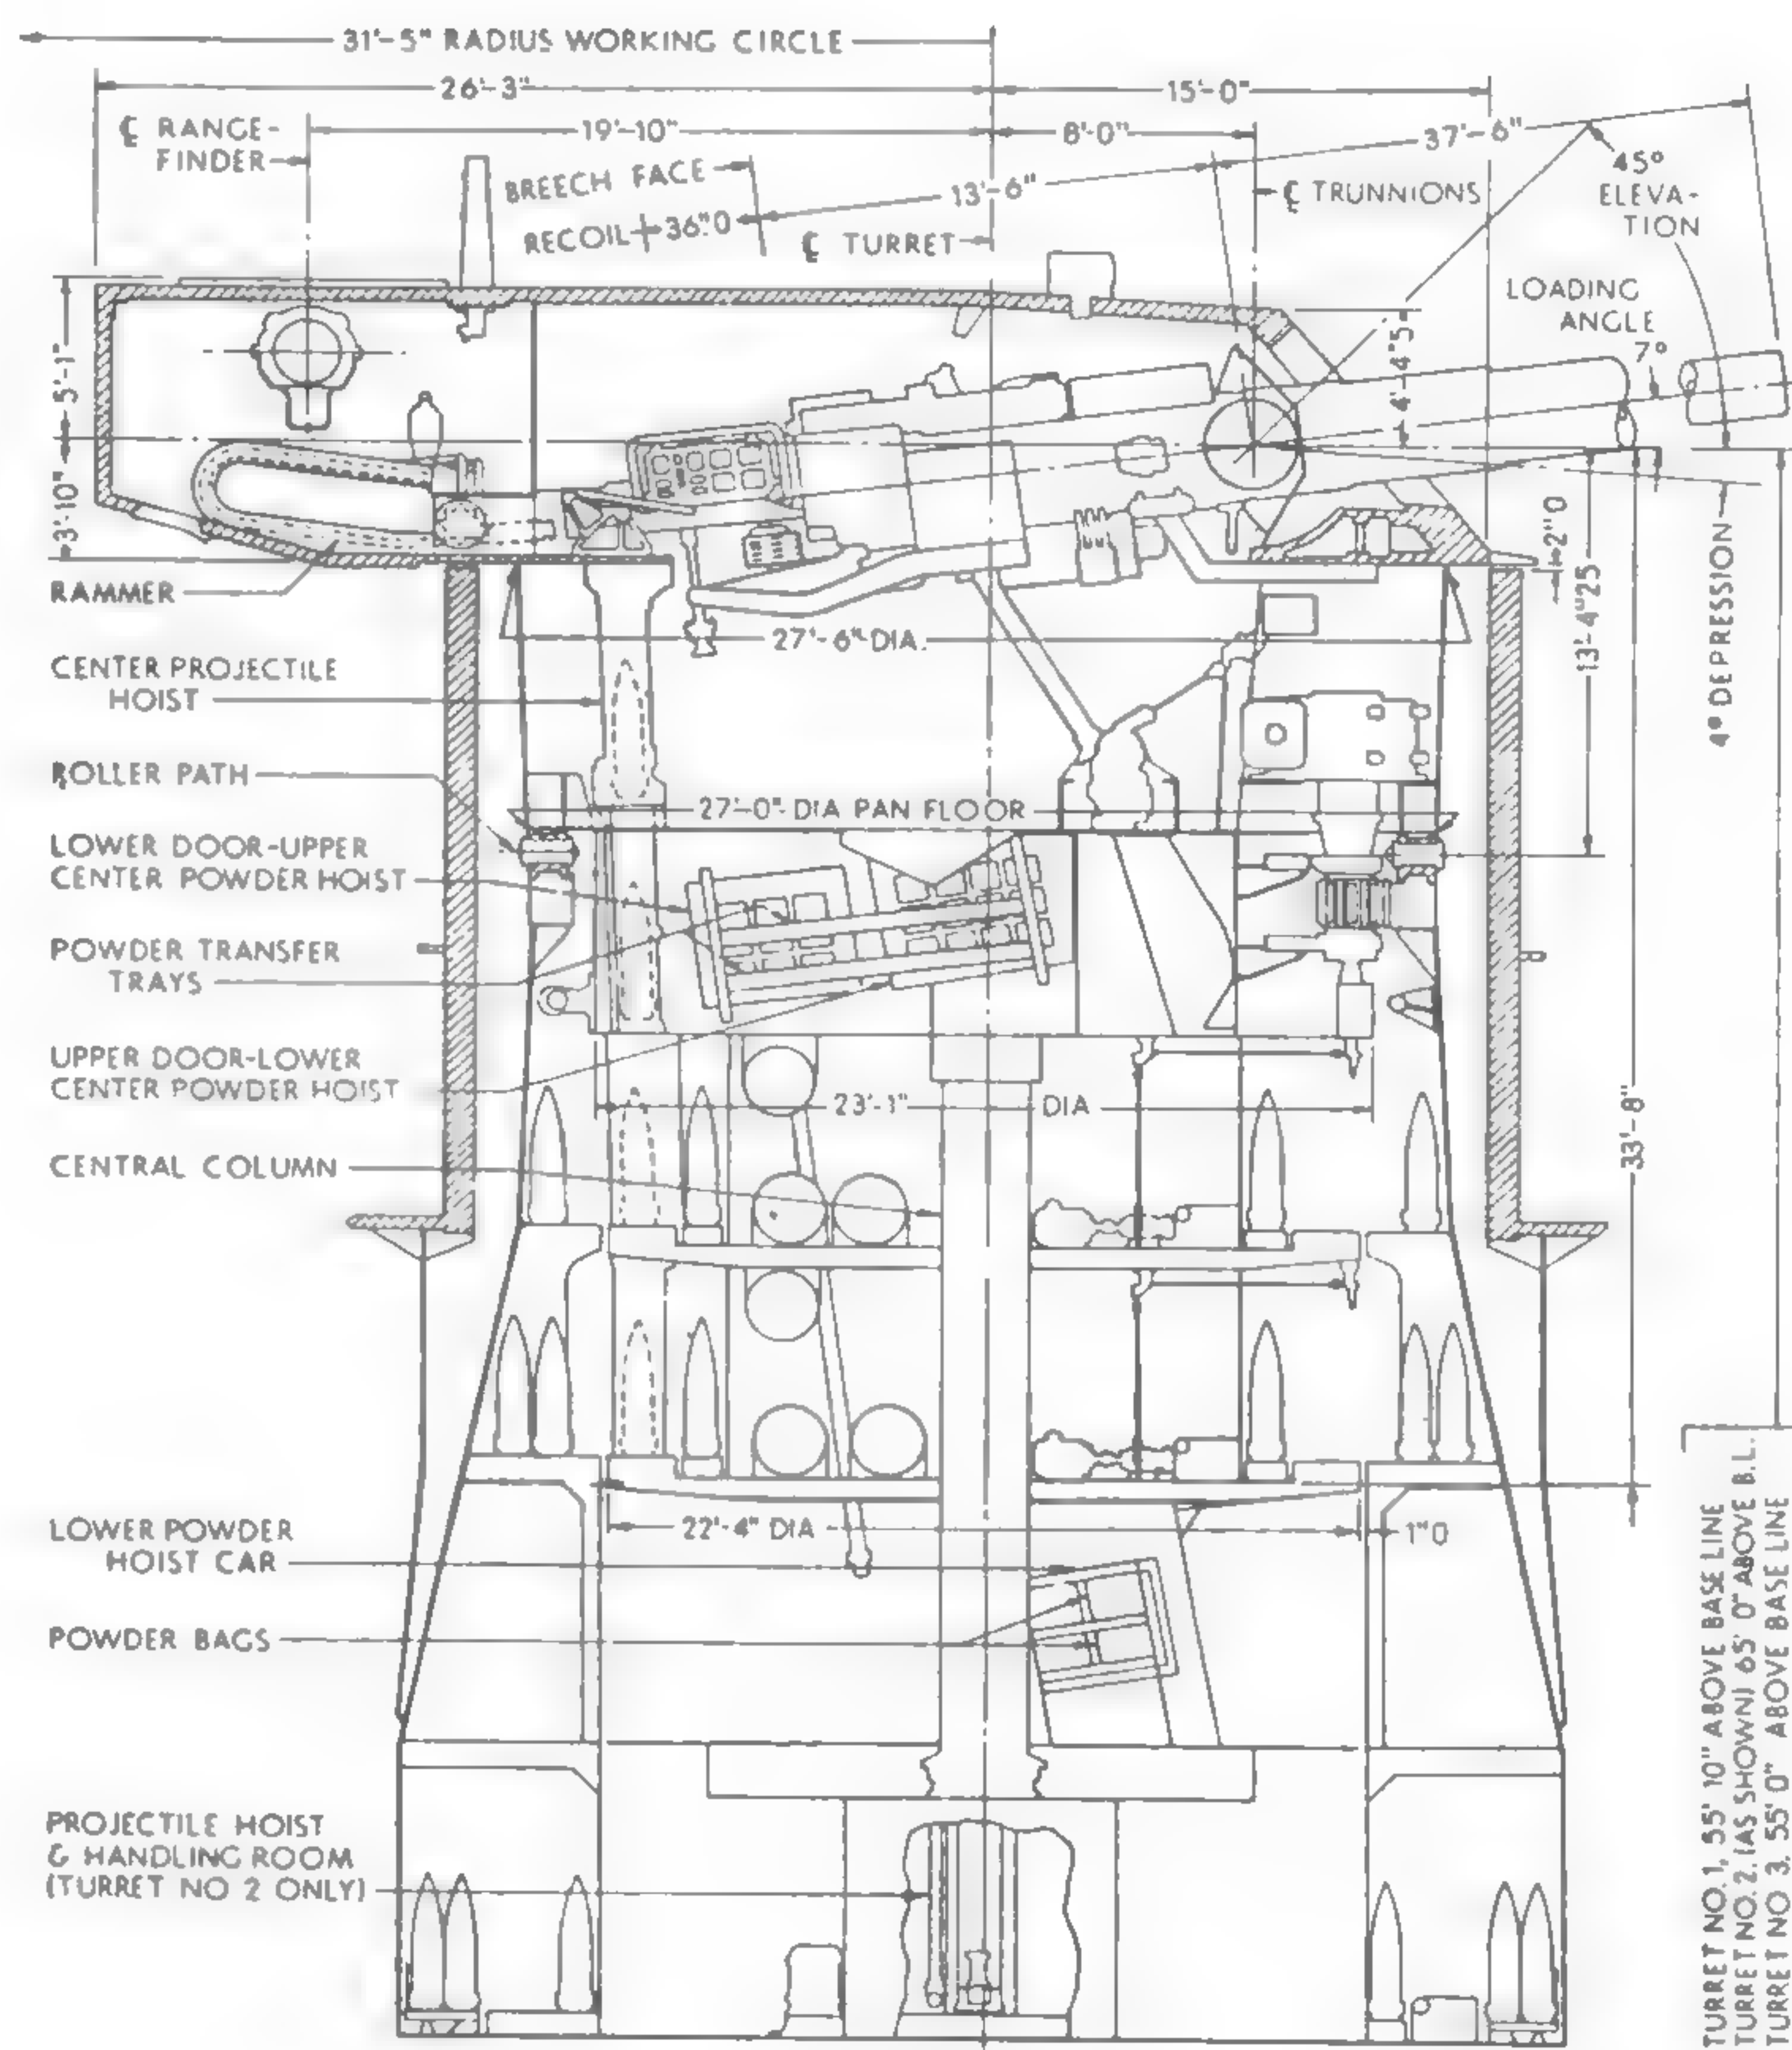 31'-5" RADIUS WORKING CIRCLE
26'-3"
15'-0"
℄ RANGE-
FINDER
19'-10"
8'-0"
37'-6"
BREECH FACE
13'-6"
RECOIL 36"0
℄ TURRET
℄ TRUNNIONS
45°
ELEVA-
TION
LOADING
ANGLE
7°
5'-1"
4'-4"5
3'-10"
2"0
13'-4"25
4° DEPRESSION
RAMMER
27'-6" DIA.
CENTER PROJECTILE
HOIST
ROLLER PATH
27'-0" DIA PAN FLOOR
LOWER DOOR-UPPER
CENTER POWDER HOIST
POWDER TRANSFER
TRAYS
UPPER DOOR-LOWER
CENTER POWDER HOIST
23'-1" DIA
33'-8"
CENTRAL COLUMN
LOWER POWDER
HOIST CAR
22'-4" DIA
1"0
POWDER BAGS
PROJECTILE HOIST
& HANDLING ROOM
(TURRET NO 2 ONLY)
TURRET NO. 1, 55' 10" ABOVE BASE LINE
TURRET NO. 2, (AS SHOWN) 65' 0" ABOVE B.L.
TURRET NO 3, 55' 0" ABOVE BASE LINE